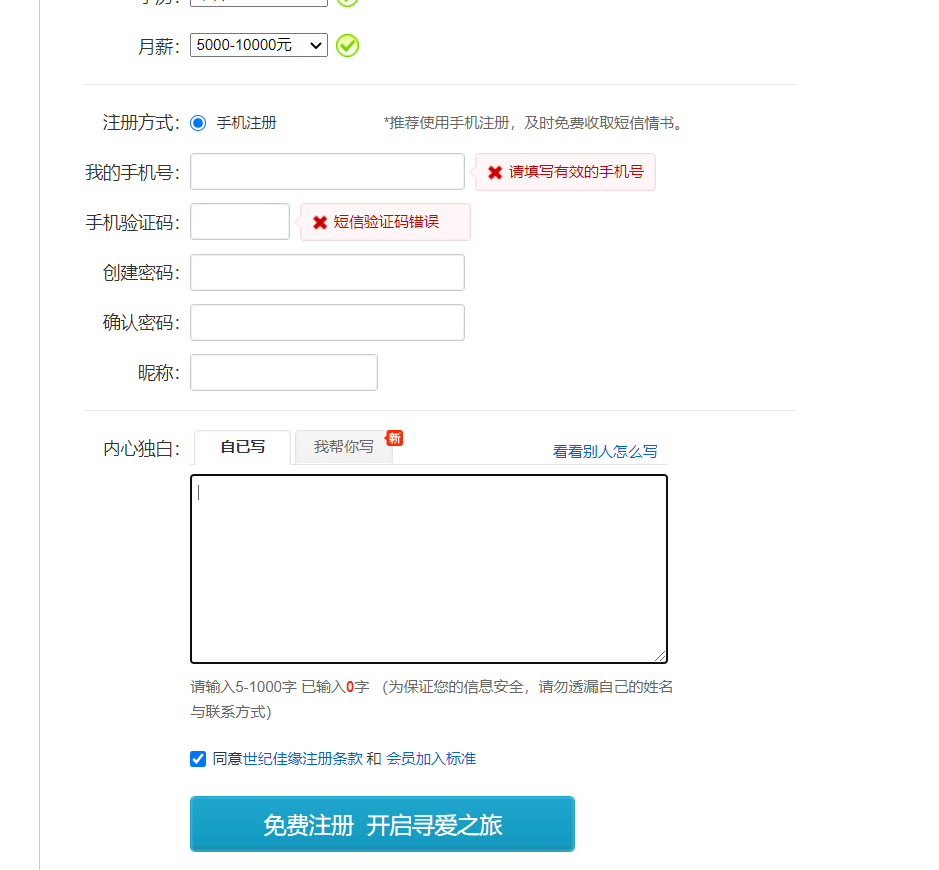 学历：
月薪： 5000-10000元
注册方式： 手机注册 *推荐使用手机注册，及时免费收取短信情书。
我的手机号： 请填写有效的手机号
手机验证码： 短信验证码错误
创建密码：
确认密码：
昵称：
内心独白： 自已写 我帮你写 新 看看别人怎么写
请输入5-1000字 已输入0字 （为保证您的信息安全，请勿透漏自己的姓名
与联系方式）
同意世纪佳缘注册条款 和 会员加入标准
免费注册 开启寻爱之旅